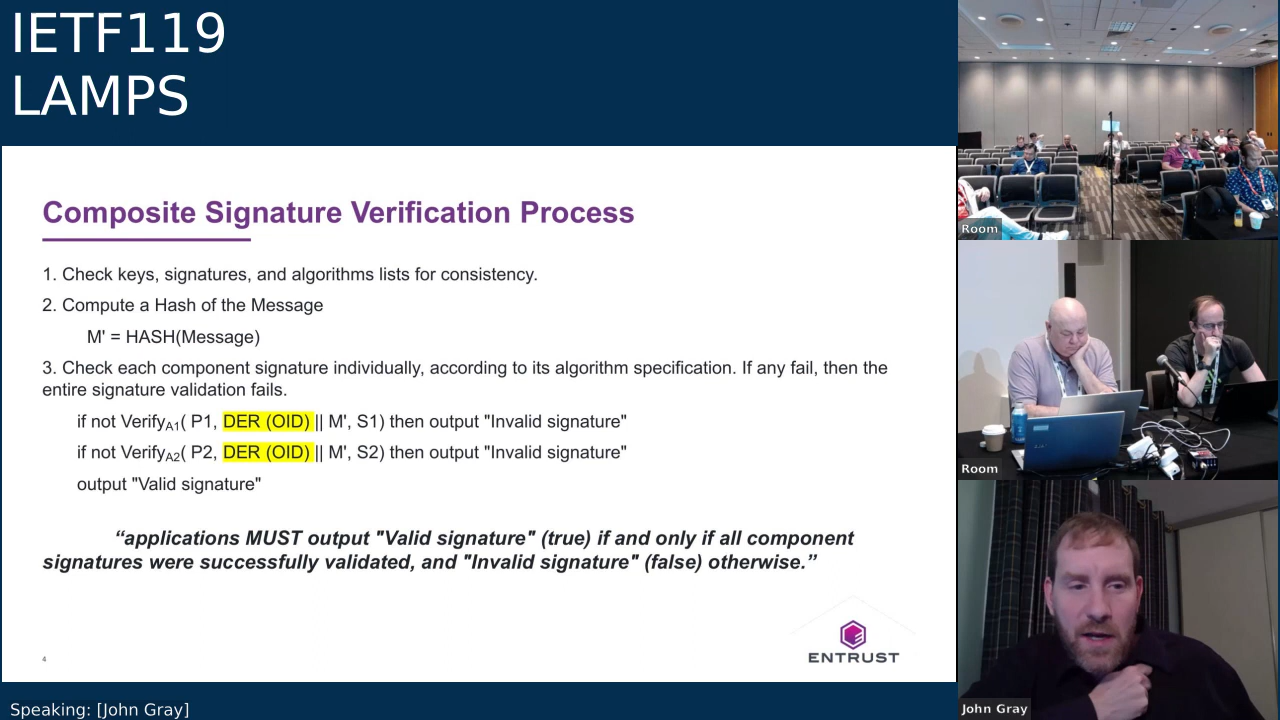 IETF119
LAMPS
Composite Signature Verification Process
1. Check keys, signatures, and algorithms lists for consistency.
2. Compute a Hash of the Message
M' = HASH(Message)
3. Check each component signature individually, according to its algorithm specification. If any fail, then the
entire signature validation fails.
if not VerifyA1( P1, DER (OID) || M', S1) then output "Invalid signature"
if not VerifyA2( P2, DER (OID) || M', S2) then output "Invalid signature"
output "Valid signature"
“applications MUST output "Valid signature" (true) if and only if all component
signatures were successfully validated, and "Invalid signature" (false) otherwise.”
4
ENTRUST
Speaking: [John Gray]
Room
Room
John Gray